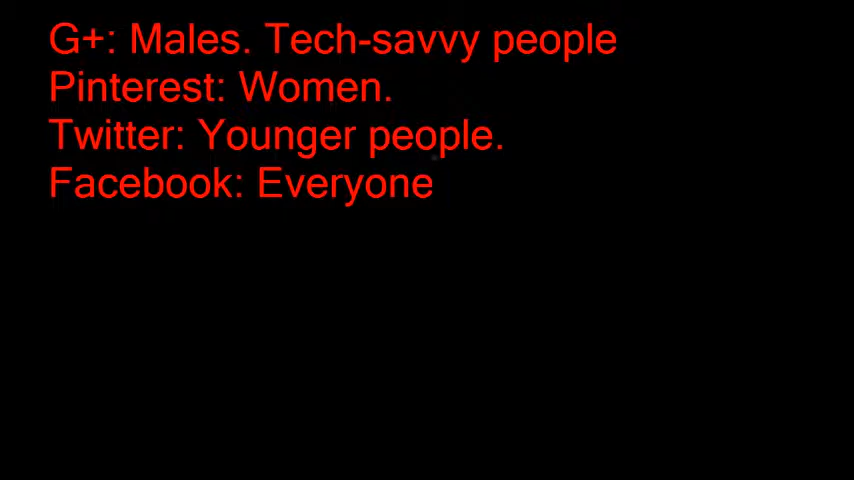 G+: Males. Tech-savvy people
Pinterest: Women.
Twitter: Younger people.
Facebook: Everyone